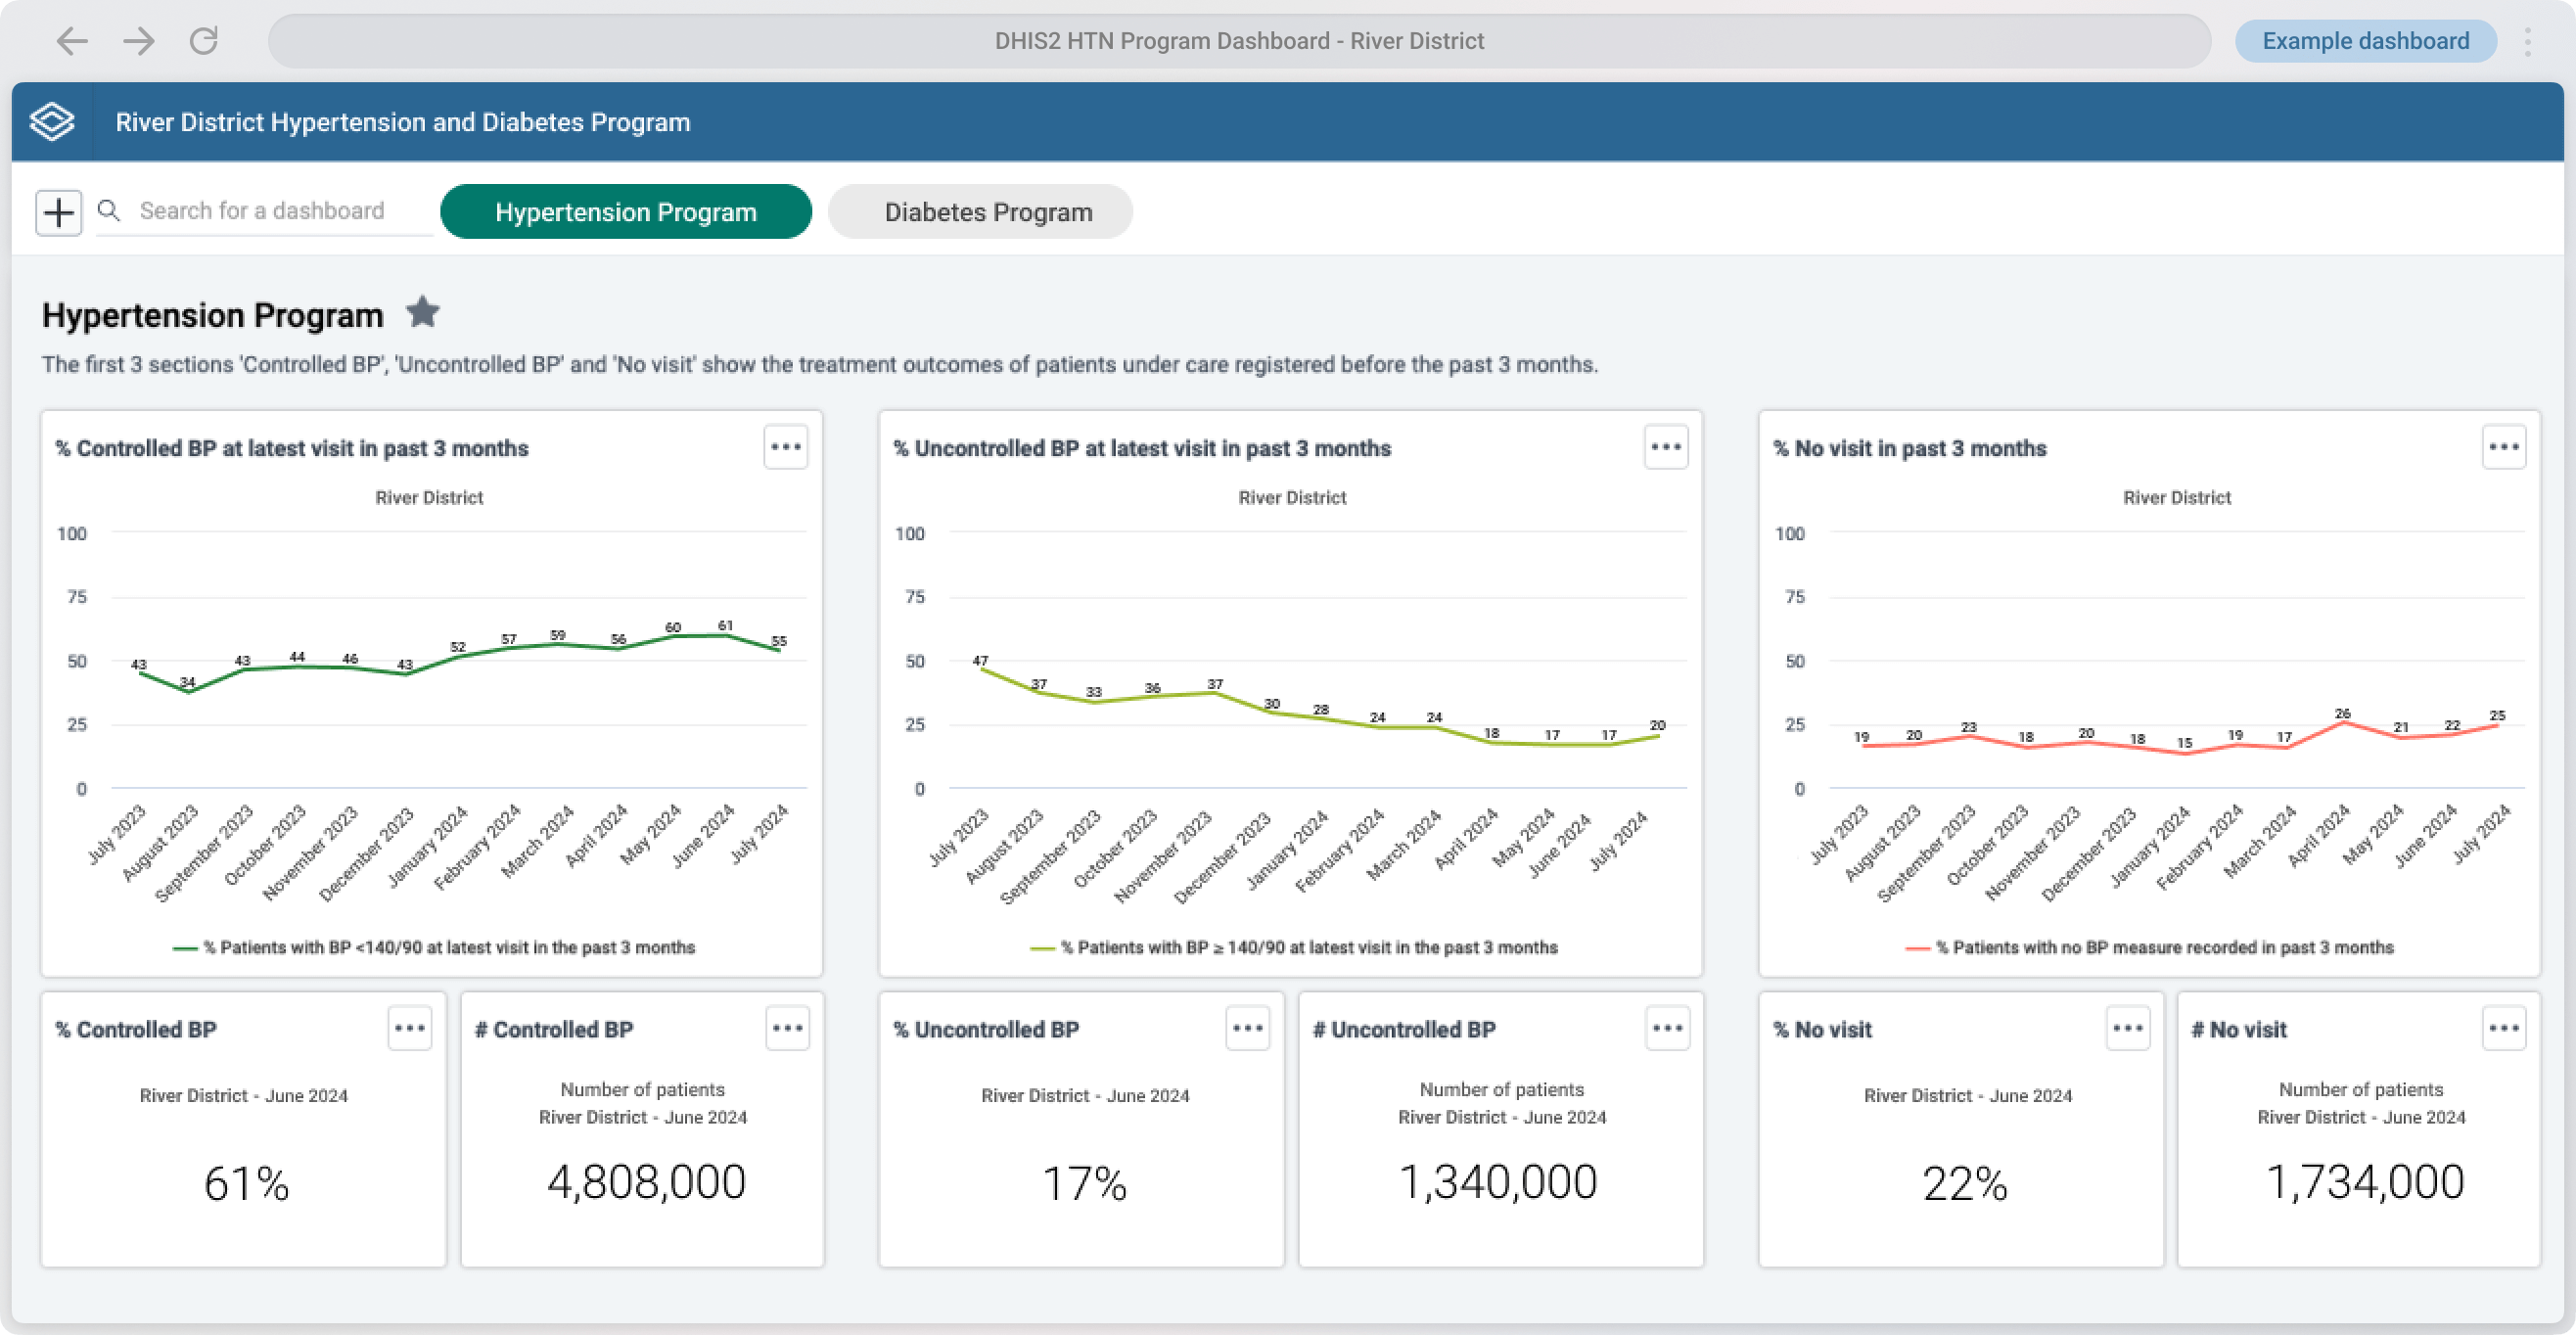 DHIS2 HTN Program Dashboard - River District
Example dashboard
River District Hypertension and Diabetes Program
Search for a dashboard
Hypertension Program
Diabetes Program
Hypertension Program
The first 3 sections 'Controlled BP', 'Uncontrolled BP' and 'No visit' show the treatment outcomes of patients under care registered before the past 3 months.
% Controlled BP at latest visit in past 3 months
River District
100
75
50
25
0
43
34
43
44
46
43
52
57
59
56
60
61
55
July 2023
August 2023
September 2023
October 2023
November 2023
December 2023
January 2024
February 2024
March 2024
April 2024
May 2024
June 2024
July 2024
% Patients with BP <140/90 at latest visit in the past 3 months
% Uncontrolled BP at latest visit in past 3 months
River District
100
75
50
25
0
47
37
33
36
37
30
28
24
24
18
17
17
20
July 2023
August 2023
September 2023
October 2023
November 2023
December 2023
January 2024
February 2024
March 2024
April 2024
May 2024
June 2024
July 2024
% Patients with BP ≥ 140/90 at latest visit in the past 3 months
% No visit in past 3 months
River District
100
75
50
25
0
19
20
23
18
20
18
15
19
17
26
21
22
25
July 2023
August 2023
September 2023
October 2023
November 2023
December 2023
January 2024
February 2024
March 2024
April 2024
May 2024
June 2024
July 2024
% Patients with no BP measure recorded in past 3 months
% Controlled BP
River District - June 2024
61%
# Controlled BP
Number of patients
River District - June 2024
4,808,000
% Uncontrolled BP
River District - June 2024
17%
# Uncontrolled BP
Number of patients
River District - June 2024
1,340,000
% No visit
River District - June 2024
22%
# No visit
Number of patients
River District - June 2024
1,734,000